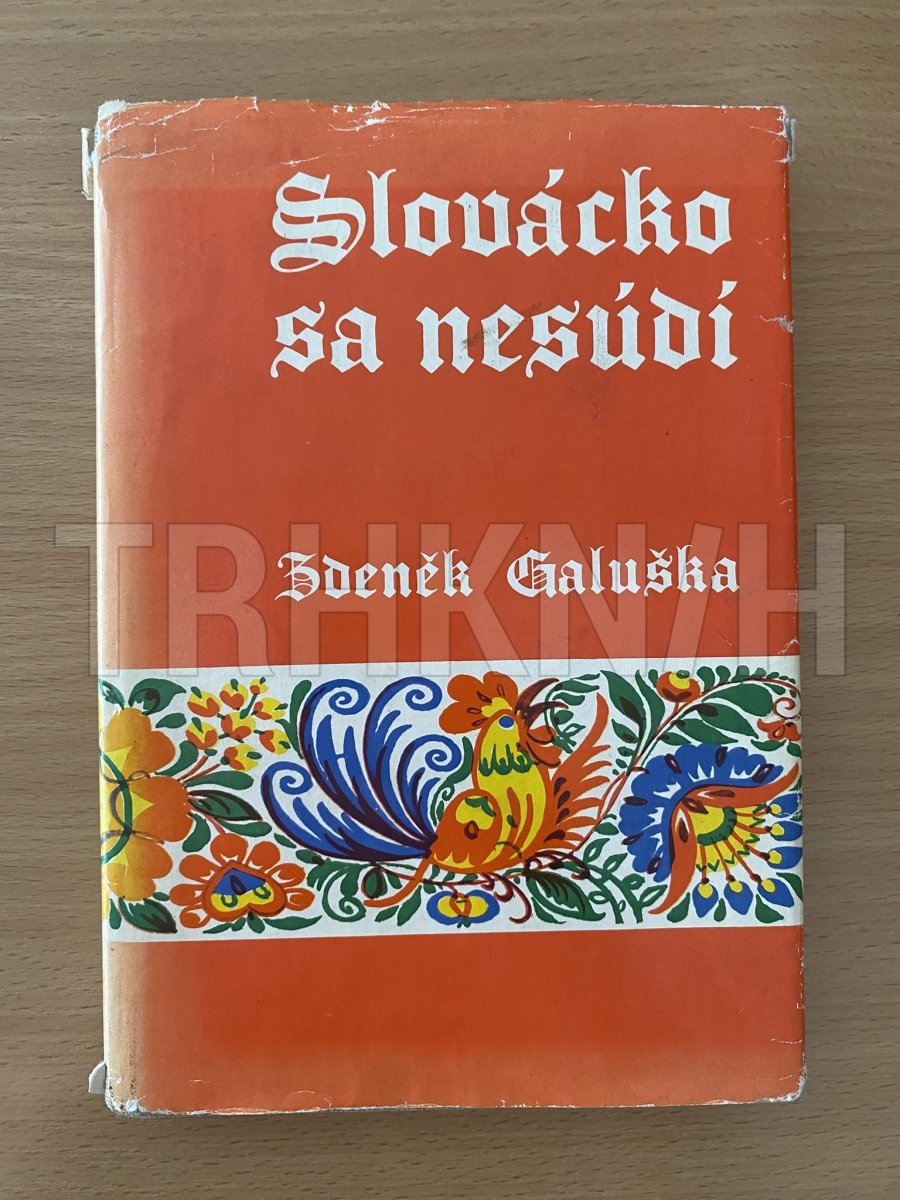 Slovácko
sa nesúdí
Zdeněk Galuška
TRHKNIH